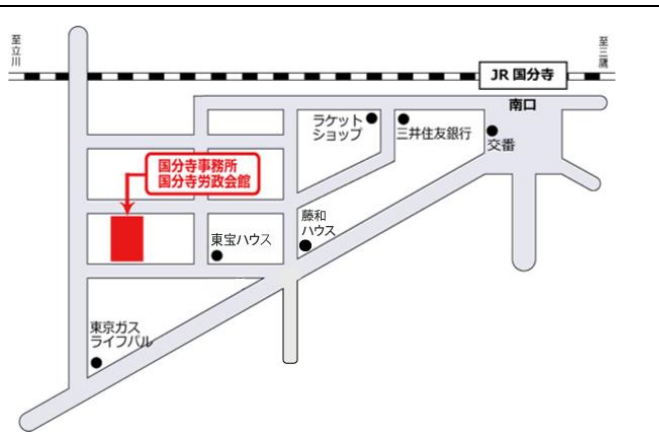 至立川
至三鷹
JR 国分寺
南口
ラケット
ショップ
三井住友銀行
交番
国分寺事務所
国分寺労政会館
藤和
ハウス
東宝ハウス
東京ガス
ライフバル